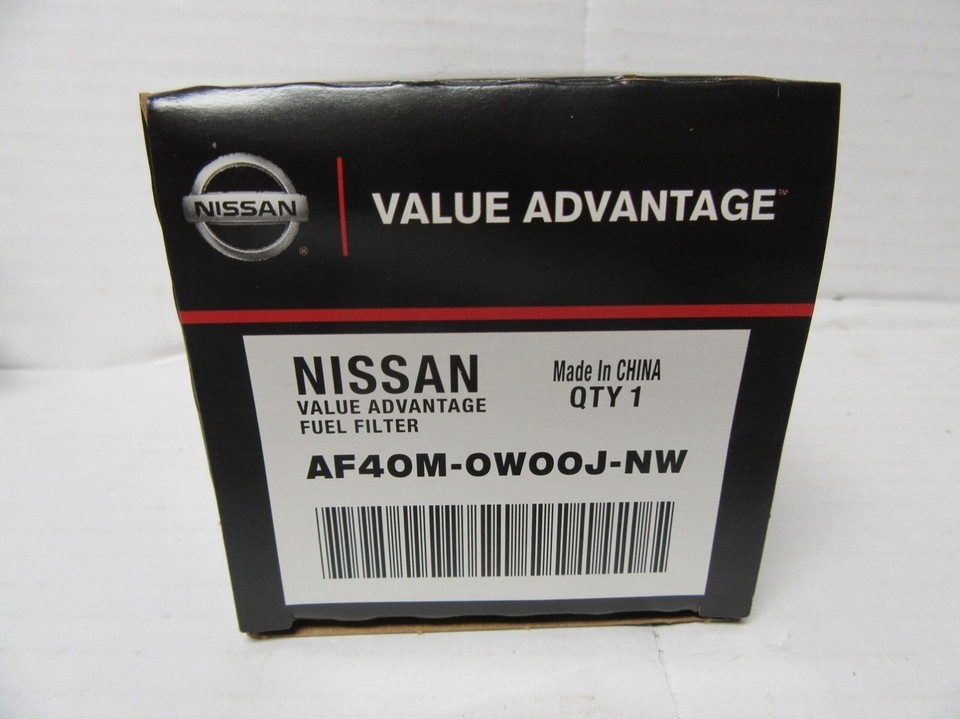 NISSAN
®
VALUE ADVANTAGE™
NISSAN
VALUE ADVANTAGE
FUEL FILTER
Made In CHINA
QTY 1
AF40M-0W00J-NW